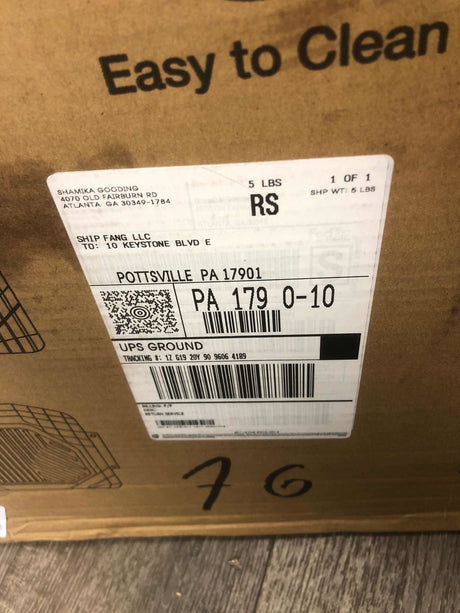 Easy to Clean
SHAMIKA GOODING
4070 OLD FAIRBURN RD
ATLANTA GA 30349-1784
5 LBS
1 OF 1
RS
SHP WT: 5 LBS
SHIP FANG LLC
TO: 10 KEYSTONE BLVD E
POTTSVILLE PA 17901
PA 179 0-10
UPS GROUND
TRACKING #: 1Z G19 20Y 90 9606 4189
BILLING: P/P
DESC:
RETURN SERVICE
76